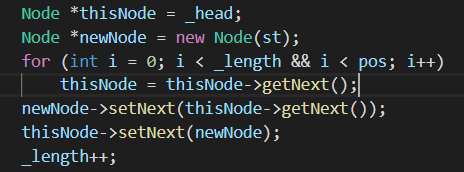 Node *thisNode = _head;
Node *newNode = new Node(st);
for (int i = 0; i < _length && i < pos; i++)
    thisNode = thisNode->getNext();
newNode->setNext(thisNode->getNext());
thisNode->setNext(newNode);
_length++;